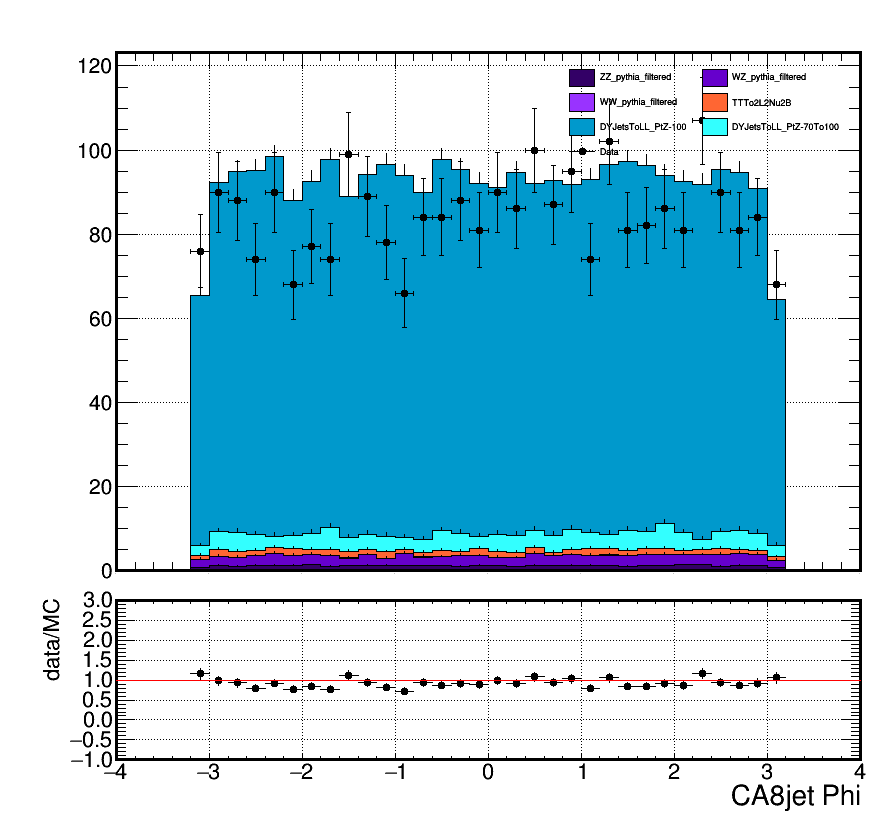 120
100
80
60
40
20
0
ZZ_pythia_filtered
WZ_pythia_filtered
WW_pythia_filtered
TTTo2L2Nu2B
DYJetsToLL_PtZ-100
DYJetsToLL_PtZ-70To100
Data
data/MC
3.0
2.5
2.0
1.5
1.0
0.5
0.0
−0.5
−1.0
−4 −3 −2 −1 0 1 2 3 4
CA8jet Phi